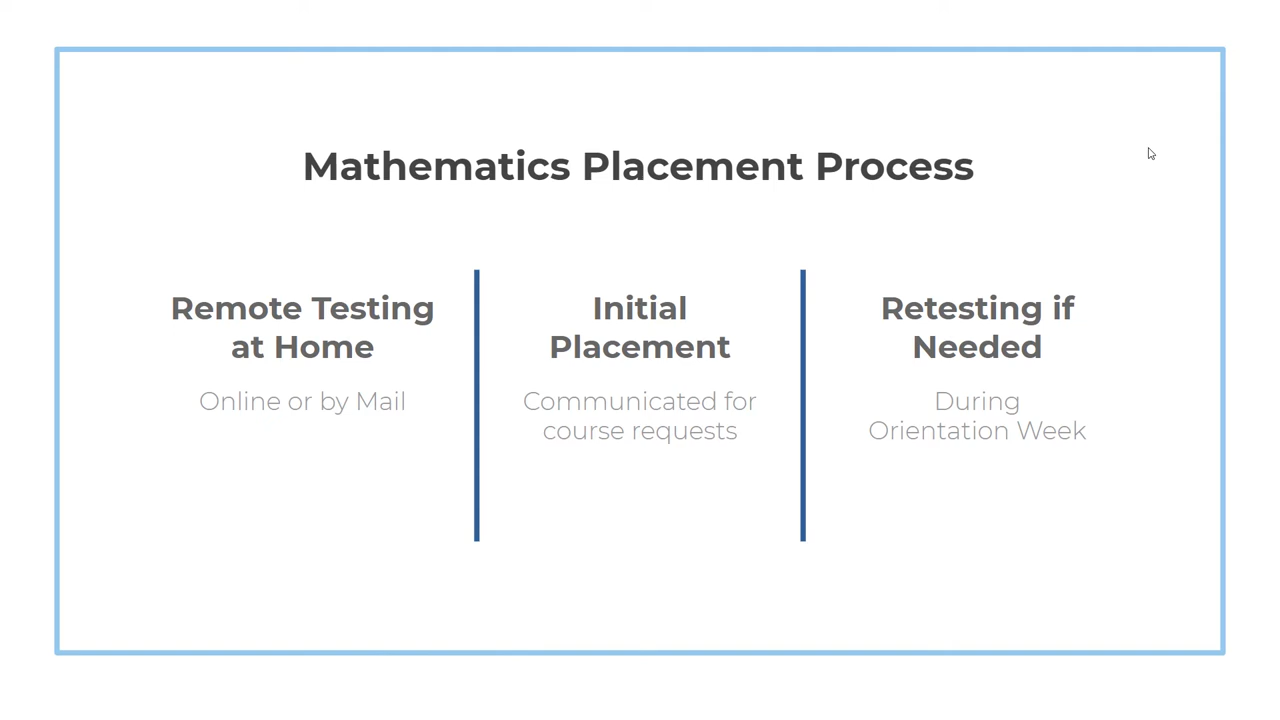 Mathematics Placement Process
Remote Testing
at Home
Online or by Mail
Initial
Placement
Communicated for
course requests
Retesting if
Needed
During
Orientation Week